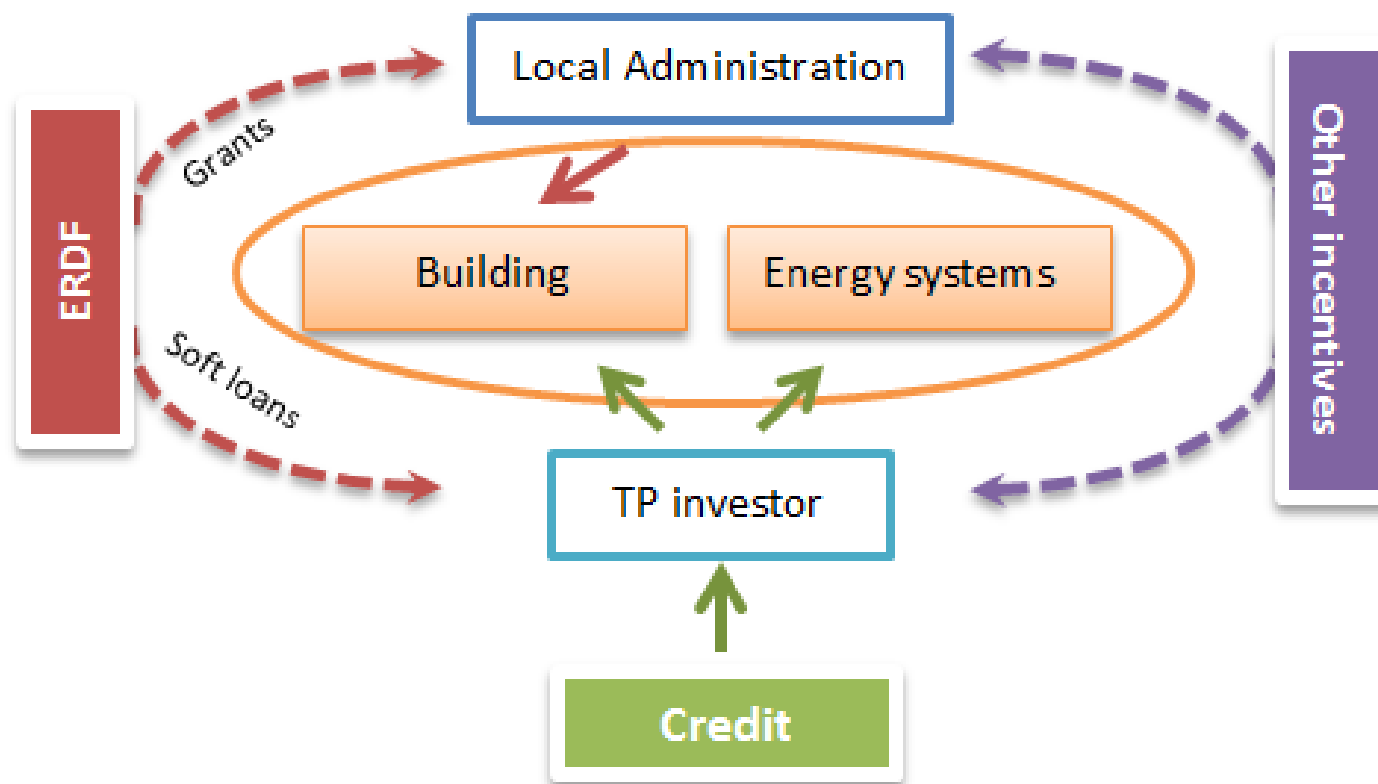 Local Administration
Grants
ERDF
Other incentives
Building
Energy systems
Soft loans
TP investor
Credit